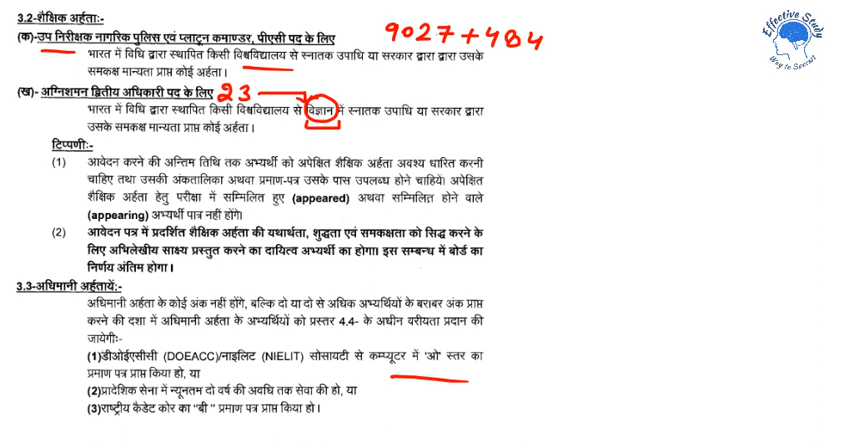 3.2-शैक्षिक अर्हताः-
(क)-उप निरीक्षक नागरिक पुलिस एवं प्लाटून कमाण्डर, पीएसी पद के लिए
9027+484
भारत में विधि द्वारा स्थापित किसी विश्वविद्यालय से स्नातक उपाधि या सरकार द्वारा द्वारा उसके
समकक्ष मान्यता प्राप्त कोई अर्हता।
(ख)- अग्निशमन द्वितीय अधिकारी पद के लिए 23
भारत में विधि द्वारा स्थापित किसी विश्वविद्यालय से विज्ञान में स्नातक उपाधि या सरकार द्वारा
उसके समकक्ष मान्यता प्राप्त कोई अर्हता।
टिप्पणीः-
(1) आवेदन करने की अन्तिम तिथि तक अभ्यर्थी को अपेक्षित शैक्षिक अर्हता अवश्य धारित करनी
चाहिए तथा उसकी अंकतालिका अथवा प्रमाण-पत्र उसके पास उपलब्ध होने चाहियें। अपेक्षित
शैक्षिक अर्हता हेतु परीक्षा में सम्मिलित हुए (appeared) अथवा सम्मिलित होने वाले
(appearing) अभ्यर्थी पात्र नहीं होंगे।
(2) आवेदन पत्र में प्रदर्शित शैक्षिक अर्हता की यथार्थता, शुद्धता एवं समकक्षता को सिद्ध करने के
लिए अभिलेखीय साक्ष्य प्रस्तुत करने का दायित्व अभ्यर्थी का होगा। इस सम्बन्ध में बोर्ड का
निर्णय अंतिम होगा।
3.3-अधिमानी अर्हतायें:-
अधिमानी अर्हता के कोई अंक नहीं होंगे, बल्कि दो या दो से अधिक अभ्यर्थियों के बराबर अंक प्राप्त
करने की दशा में अधिमानी अर्हता के अभ्यर्थियों को प्रस्तर 4.4- के अधीन वरीयता प्रदान की
जायेगीः-
(1)डीओईएसीसी (DOEACC)/नाइलिट (NIELIT) सोसायटी से कम्प्यूटर में 'ओ' स्तर का
प्रमाण पत्र प्राप्त किया हो, या
(2)प्रादेशिक सेना में न्यूनतम दो वर्ष की अवधि तक सेवा की हो, या
(3)राष्ट्रीय कैडेट कोर का "बी" प्रमाण पत्र प्राप्त किया हो।
Effective Study
Way to Success